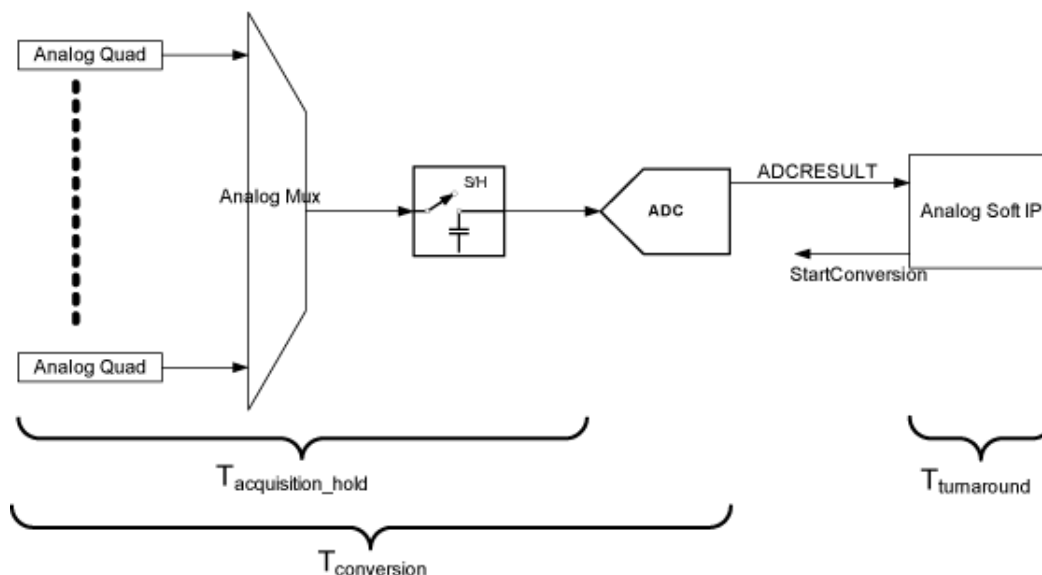 Analog Quad
Analog Mux
S/H
ADC
ADCRESULT
Analog Soft IP
StartConversion
Analog Quad
Tacquisition_hold
Tturnaround
Tconversion